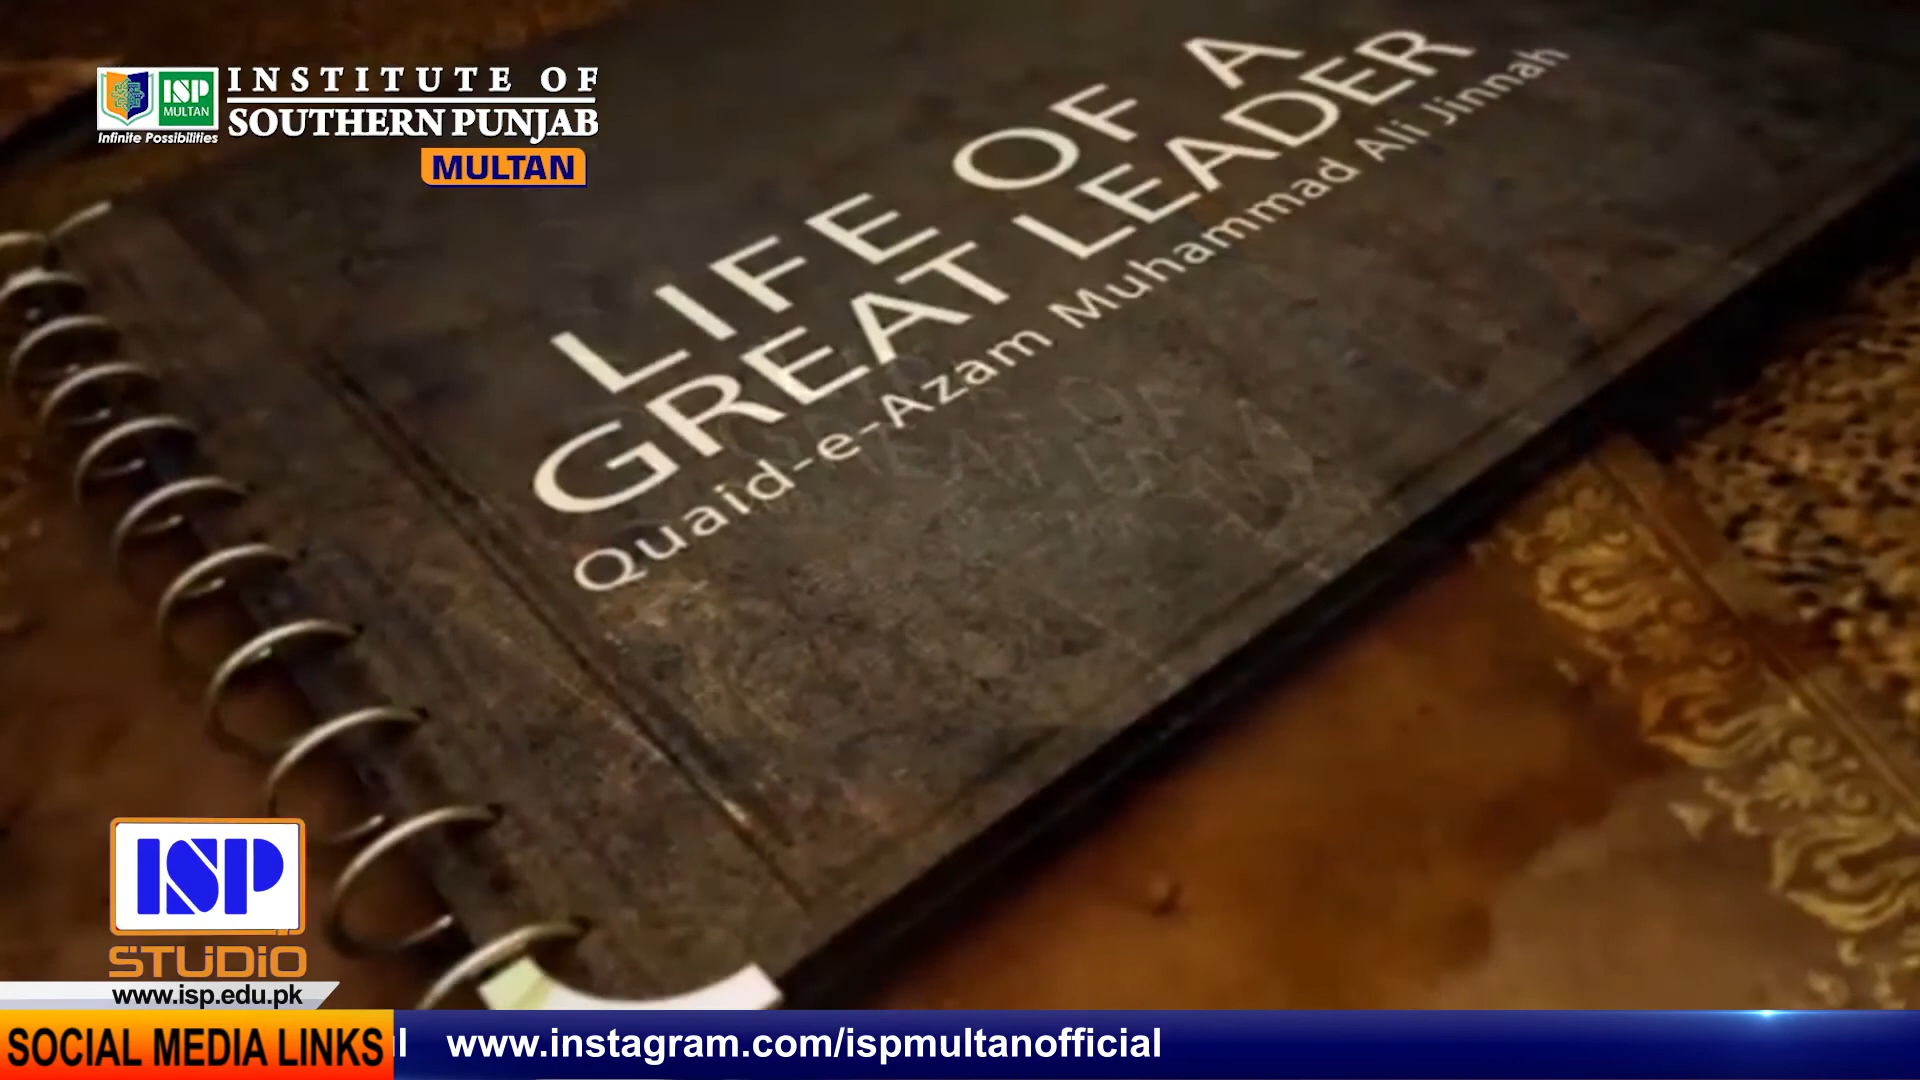 ISP
MULTAN
Infinite Possibilities
INSTITUTE OF
SOUTHERN PUNJAB
MULTAN
LIFE OF A
GREAT LEADER
Quaid-e-Azam Muhammad Ali Jinnah
ISP
STUDIO
www.isp.edu.pk
SOCIAL MEDIA LINKS
l www.instagram.com/ispmultanofficial